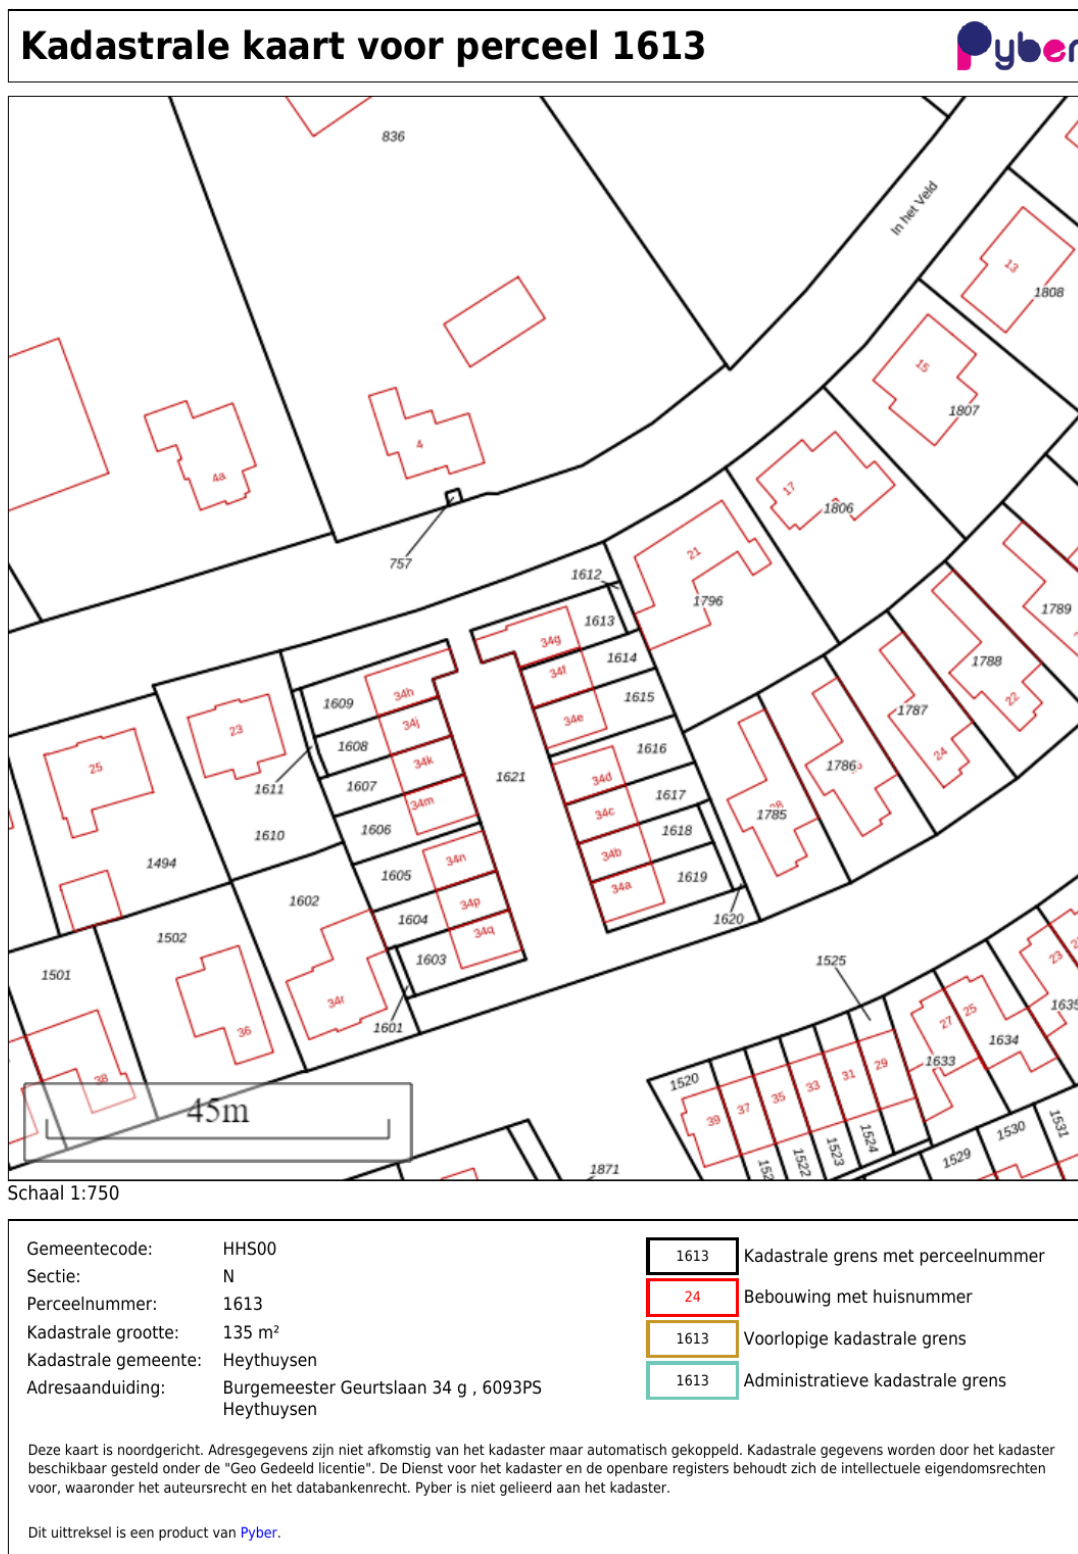 Kadastrale kaart voor perceel 1613
Pyber
836
In het Veld
13
1808
15
1807
4
4a
17
1806
757
21
1612
1796
1613
34g
1789
1614
34f
1788
1609
34h
1615
34e
22
23
1608
34j
1787
1616
25
34k
1786
24
1611
1607
34d
1621
1617
34m
34c
1785
1610
1606
1618
1494
34n
34b
1605
1619
34a
1602
34p
1604
1620
1502
34q
1603
1501
1525
23
34r
1635
36
1601
27
25
1634
1633
38
1520
29
31
33
35
37
39
45m
1524
1523
1522
1531
1530
1529
1871
Schaal 1:750
Gemeentecode: HHS00
Sectie: N
Perceelnummer: 1613
Kadastrale grootte: 135 m²
Kadastrale gemeente: Heythuysen
Adresaanduiding: Burgemeester Geurtslaan 34 g , 6093PS
Heythuysen
1613 Kadastrale grens met perceelnummer
24 Bebouwing met huisnummer
1613 Voorlopige kadastrale grens
1613 Administratieve kadastrale grens
Deze kaart is noordgericht. Adresgegevens zijn niet afkomstig van het kadaster maar automatisch gekoppeld. Kadastrale gegevens worden door het kadaster
beschikbaar gesteld onder de "Geo Gedeeld licentie". De Dienst voor het kadaster en de openbare registers behoudt zich de intellectuele eigendomsrechten
voor, waaronder het auteursrecht en het databankenrecht. Pyber is niet gelieerd aan het kadaster.
Dit uittreksel is een product van Pyber.